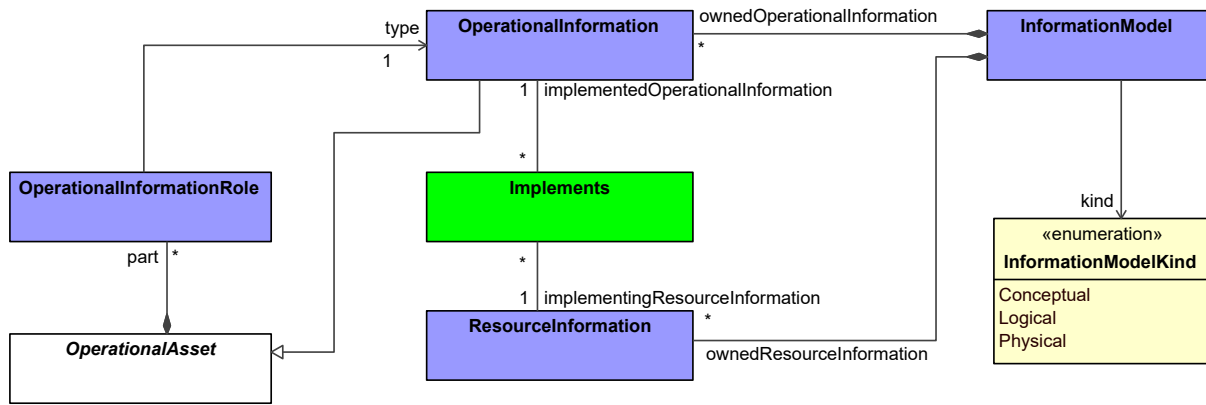 OperationalInformation
ownedOperationalInformation
*
InformationModel
type
1
1
implementedOperationalInformation
*
OperationalInformationRole
Implements
part
*
*
1
implementingResourceInformation
kind
«enumeration»
InformationModelKind
Conceptual
Logical
Physical
OperationalAsset
ResourceInformation
*
ownedResourceInformation